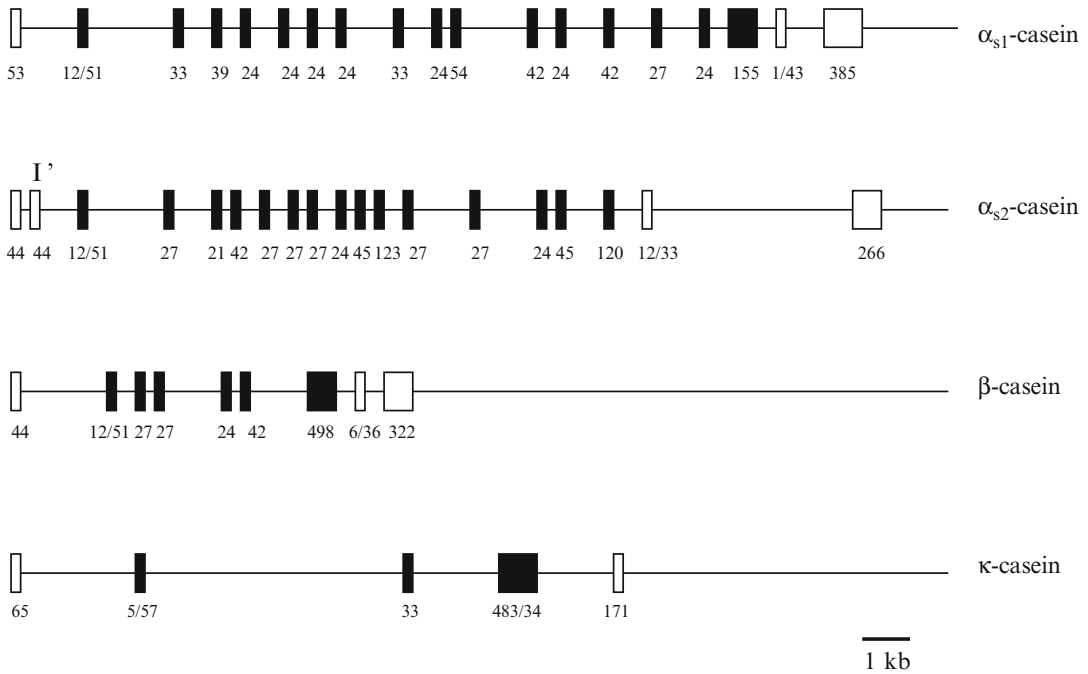 α_s1-casein
53 12/51 33 39 24 24 24 24 33 24 54 42 24 42 27 24 155 1/43 385
I’
α_s2-casein
44 44 12/51 27 21 42 27 27 27 24 45 123 27 27 24 45 120 12/33 266
β-casein
44 12/51 27 27 24 42 498 6/36 322
κ-casein
65 5/57 33 483/34 171
1 kb